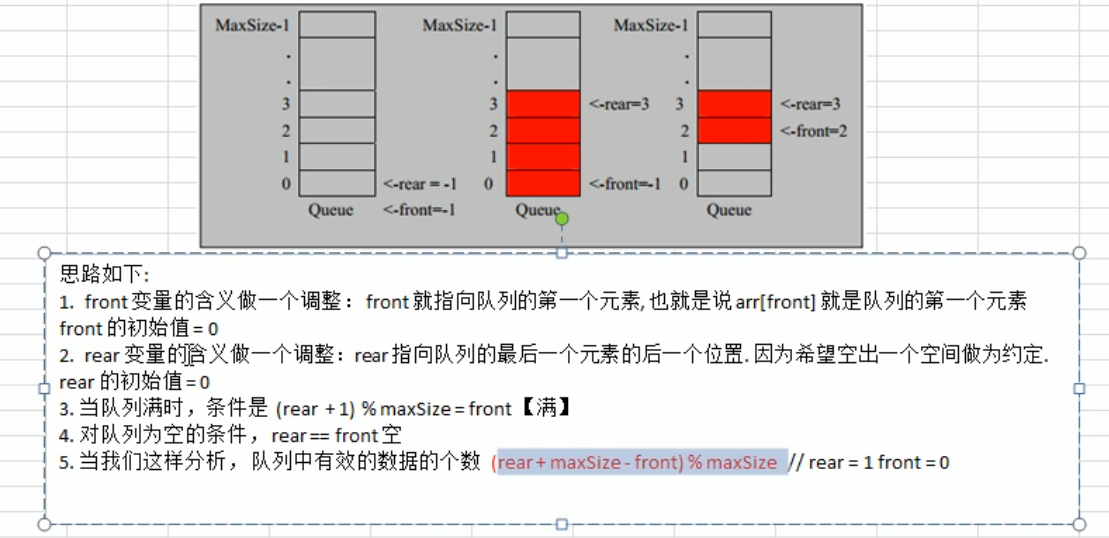 MaxSize-1 MaxSize-1 MaxSize-1
. . .
. . .
3 3 <-rear=3 3 <-rear=3
2 2 2 <-front=2
1 1 1
0 <-rear = -1 0 <-front=-1 0
Queue <-front=-1 Queue Queue
思路如下:
1. front 变量的含义做一个调整：front 就指向队列的第一个元素, 也就是说 arr[front] 就是队列的第一个元素
front 的初始值 = 0
2. rear 变量的含义做一个调整：rear 指向队列的最后一个元素的后一个位置. 因为希望空出一个空间做为约定.
rear 的初始值 = 0
3. 当队列满时，条件是 (rear + 1) % maxSize = front 【满】
4. 对队列为空的条件，rear == front 空
5. 当我们这样分析，队列中有效的数据的个数 (rear + maxSize - front) % maxSize // rear = 1 front = 0